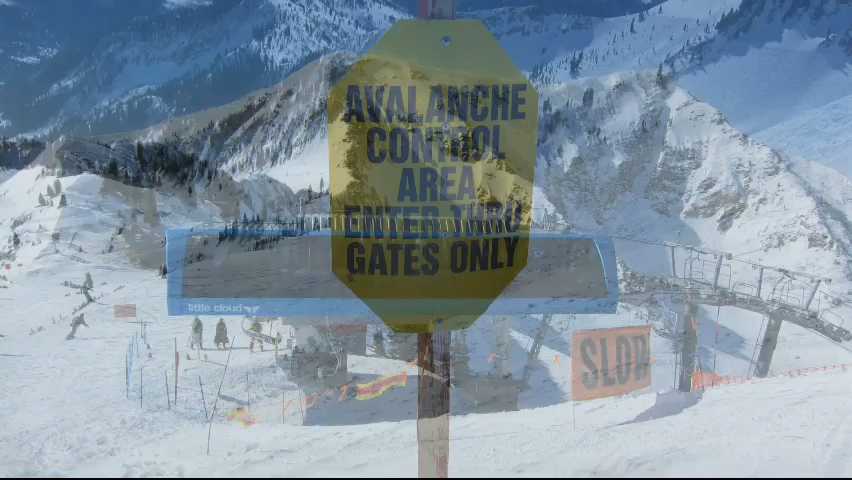 AVALANCHE
CONTROL
AREA
ENTER THRU
GATES ONLY
little cloud
SLOW